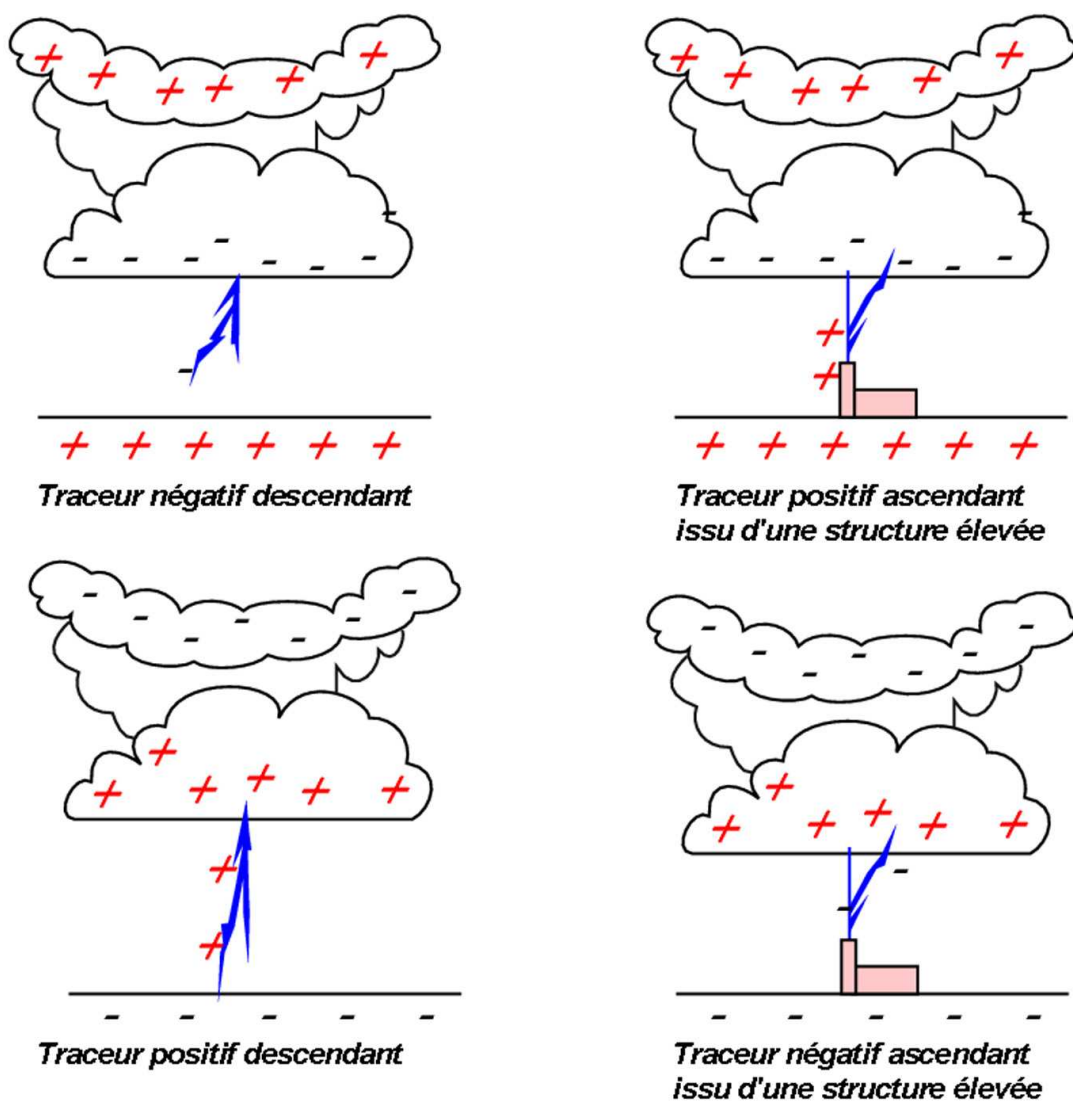 Traceur négatif descendant
Traceur positif ascendant
issu d'une structure élevée
Traceur positif descendant
Traceur négatif ascendant
issu d'une structure élevée